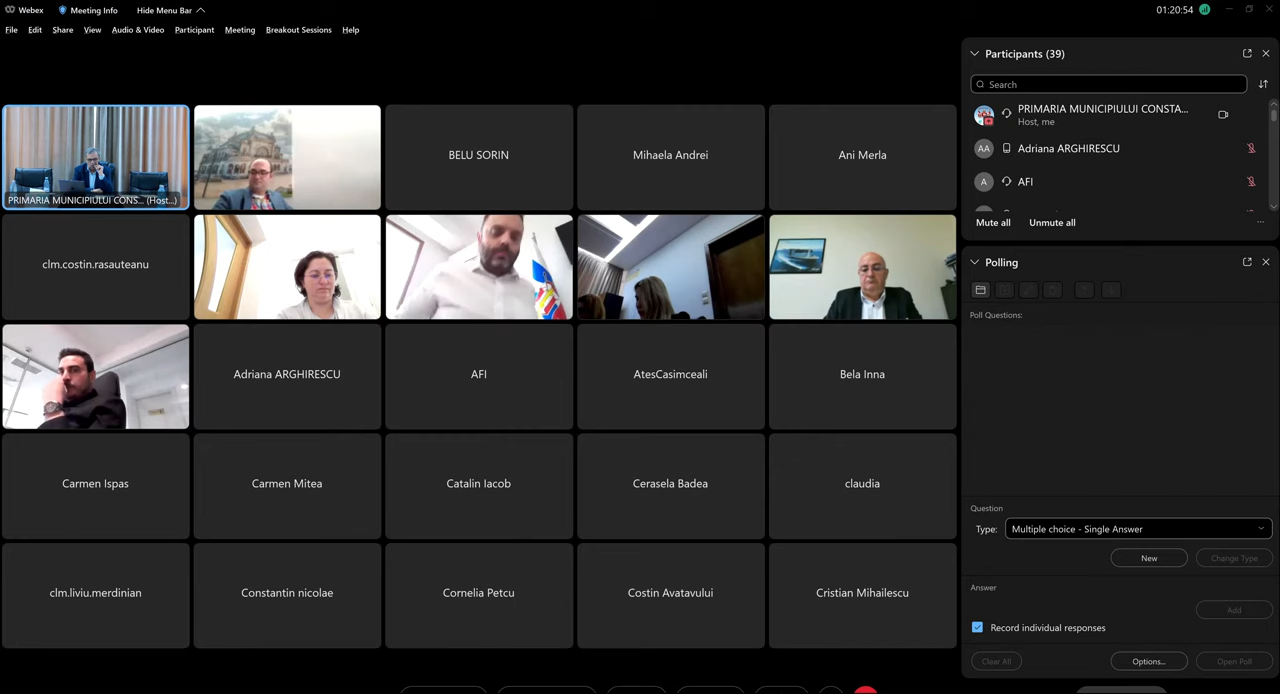 Webex
Meeting Info
Hide Menu Bar
01:20:54
File Edit Share View Audio & Video Participant Meeting Breakout Sessions Help
PRIMARIA MUNICIPIULUI CONS... (Host...)
BELU SORIN
Mihaela Andrei
Ani Merla
clm.costin.rasauteanu
Adriana ARGHIRESCU
AFI
AtesCasimceali
Bela Inna
Carmen Ispas
Carmen Mitea
Catalin Iacob
Cerasela Badea
claudia
clm.liviu.merdinian
Constantin nicolae
Cornelia Petcu
Costin Avatavului
Cristian Mihailescu
Participants (39)
Search
PRIMARIA MUNICIPIULUI CONSTA...
Host, me
AA Adriana ARGHIRESCU
A AFI
Mute all Unmute all
Polling
Poll Questions:
Question
Type: Multiple choice - Single Answer
New Change Type
Answer
Add
Record individual responses
Clear All Options... Open Poll